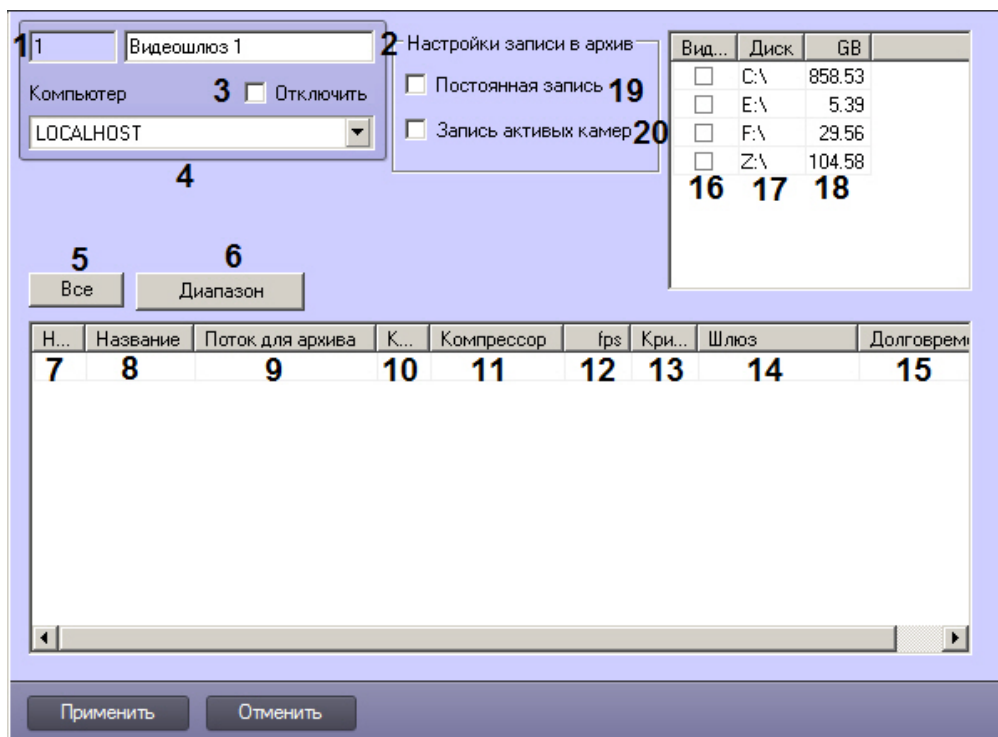 1 1 Видеошлюз 1 2
Компьютер 3 Отключить
LOCALHOST
4
Настройки записи в архив
Постоянная запись 19
Запись активных камер 20
Вид... Диск GB
C:\ 858.53
E:\ 5.39
F:\ 29.56
Z:\ 104.58
16 17 18
5 6
Все Диапазон
Н... Название Поток для архива К... Компрессор fps Кри... Шлюз Долговрем
7 8 9 10 11 12 13 14 15
Применить Отменить